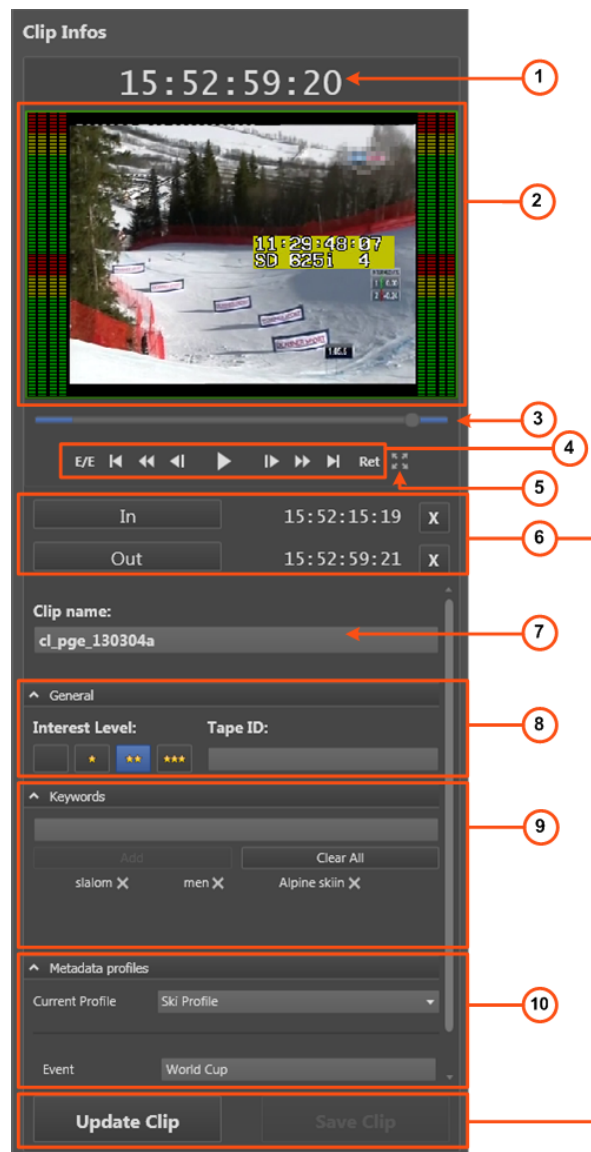 Clip Infos
15:52:59:20
1
2
11:29:48:07
SD 625i 4
3
E/E Ret
4
5
In 15:52:15:19 X
Out 15:52:59:21 X
6
Clip name:
cl_pge_130304a
7
General
Interest Level: Tape ID:
8
Keywords
Add Clear All
slalom men Alpine skiin
9
Metadata profiles
Current Profile Ski Profile
10
Event World Cup
Update Clip Save Clip